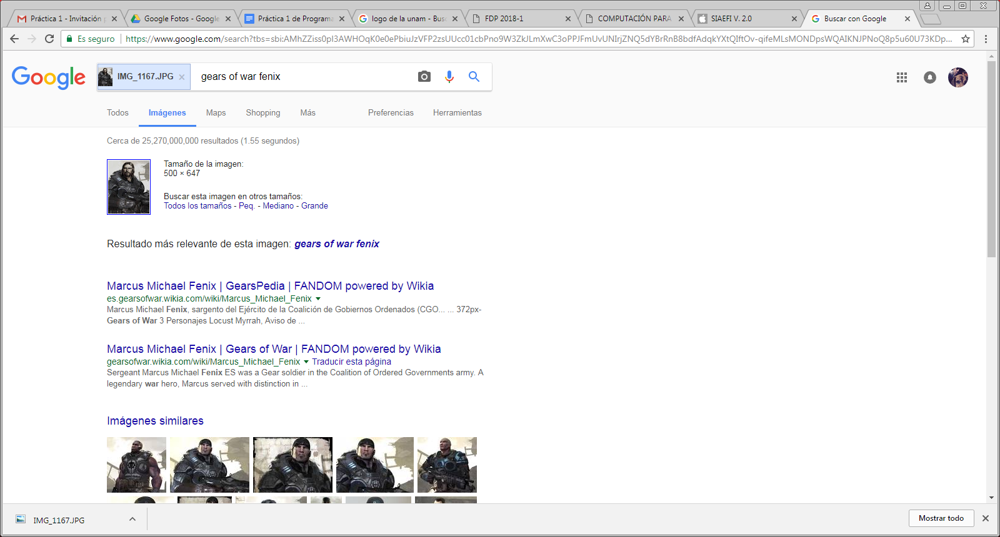 Práctica 1 - Invitación
Google Fotos - Google
Práctica 1 de Programa
logo de la unam - Bus
FDP 2018-1
COMPUTACIÓN PARA
SIAEFI V. 2.0
Buscar con Google
Es seguro
https://www.google.com/search?tbs=sbi:AMhZZiss0pI3AWHOqK0e0ePbiuJzVFP2zsUUcc01cbPno9W3ZkJLmXwC3oPPJFmUvUNIrjZNQ5dYBrRnB8bdfAdqkYXtQIftOv-qifeMLsMONDpsWQAIKNJPNoQ8p5u60U73KDp...
Google
IMG_1167.JPG
gears of war fenix
Todos
Imágenes
Maps
Shopping
Más
Preferencias
Herramientas
Cerca de 25,270,000,000 resultados (1.55 segundos)
Tamaño de la imagen:
500 × 647
Buscar esta imagen en otros tamaños:
Todos los tamaños - Peq. - Mediano - Grande
Resultado más relevante de esta imagen: gears of war fenix
Marcus Michael Fenix | GearsPedia | FANDOM powered by Wikia
es.gearsofwar.wikia.com/wiki/Marcus_Michael_Fenix
Marcus Michael Fenix, sargento del Ejército de la Coalición de Gobiernos Ordenados (CGO... ... 372px-
Gears of War 3 Personajes Locust Myrrah, Aviso de ...
Marcus Michael Fenix | Gears of War | FANDOM powered by Wikia
gearsofwar.wikia.com/wiki/Marcus_Michael_Fenix Traducir esta página
Sergeant Marcus Michael Fenix ES was a Gear soldier in the Coalition of Ordered Governments army. A
legendary war hero, Marcus served with distinction in ...
Imágenes similares
IMG_1167.JPG
Mostrar todo